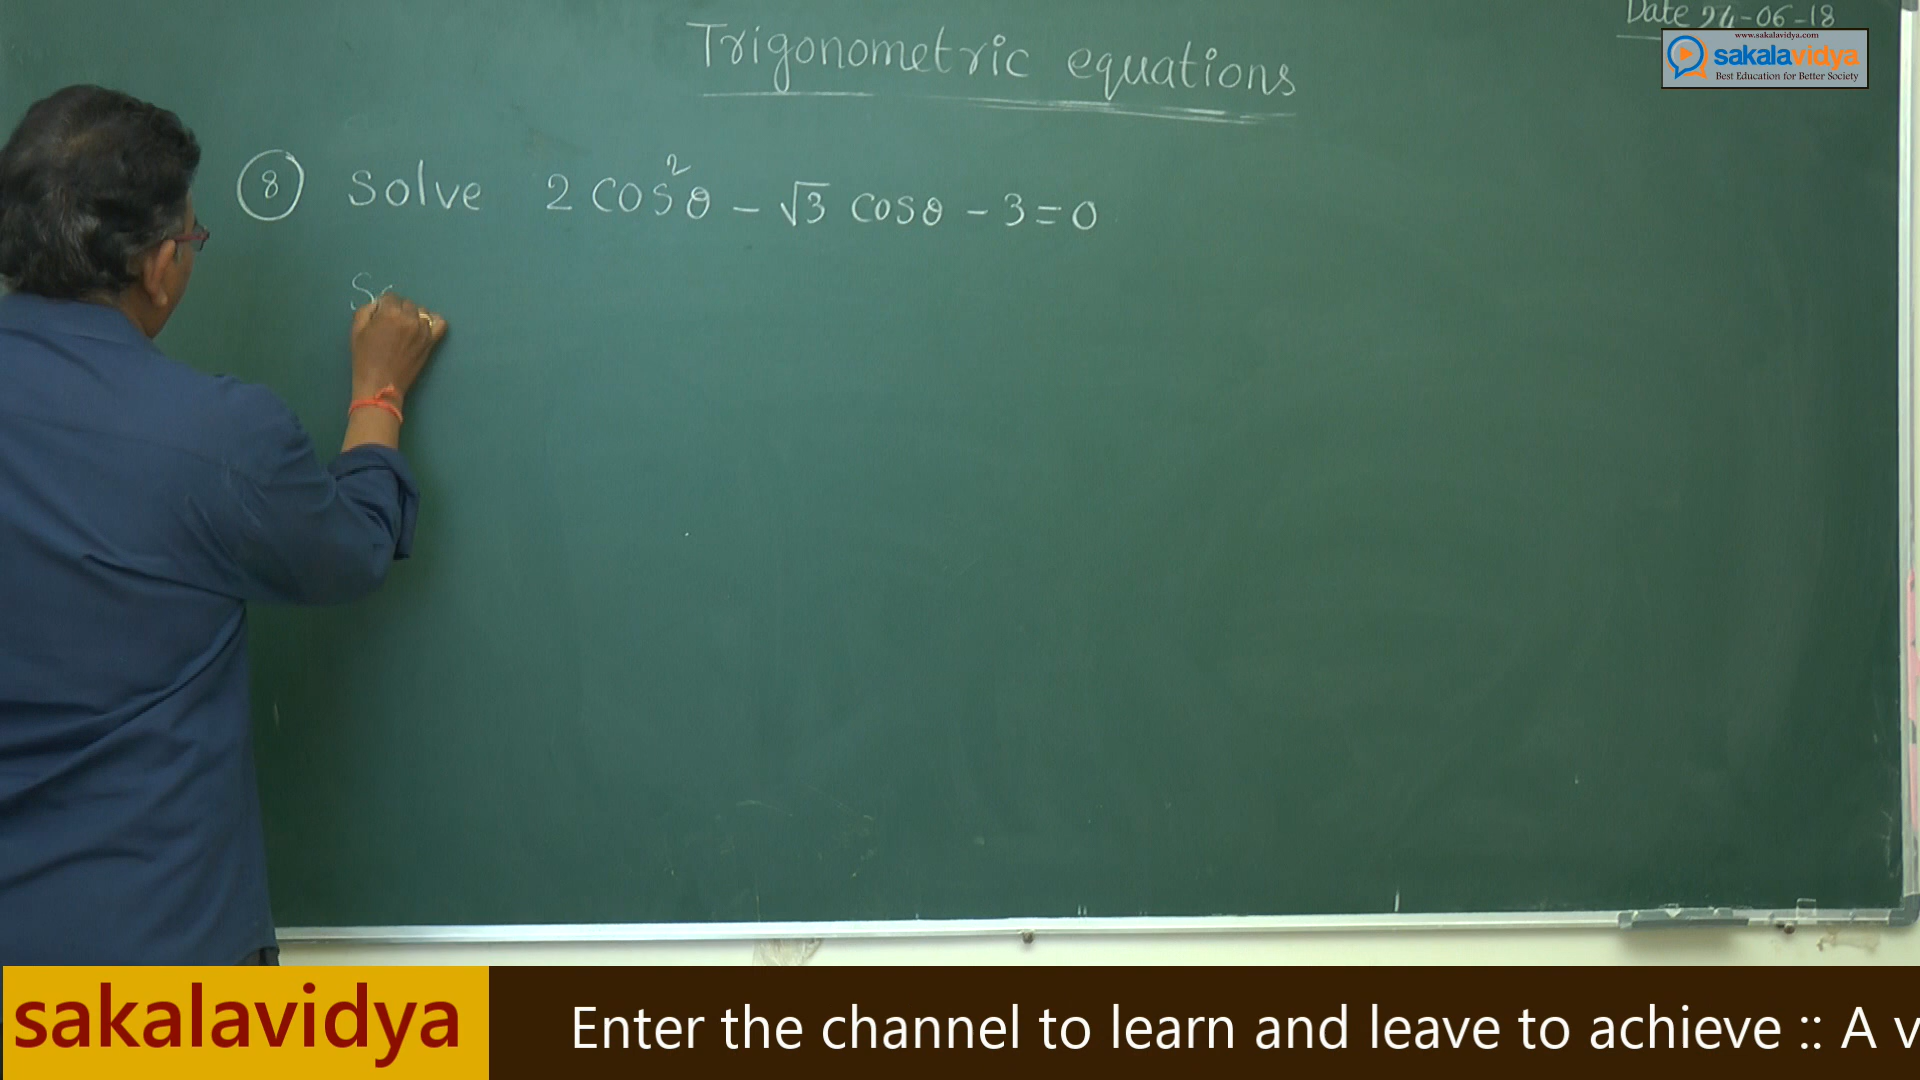 Date 24-06-18
www.sakalavidya.com
sakalavidya
Best Education for Better Society
Trigonometric equations
8 Solve 2 cos²θ - √3 cosθ - 3 = 0
So
sakalavidya
Enter the channel to learn and leave to achieve :: A v